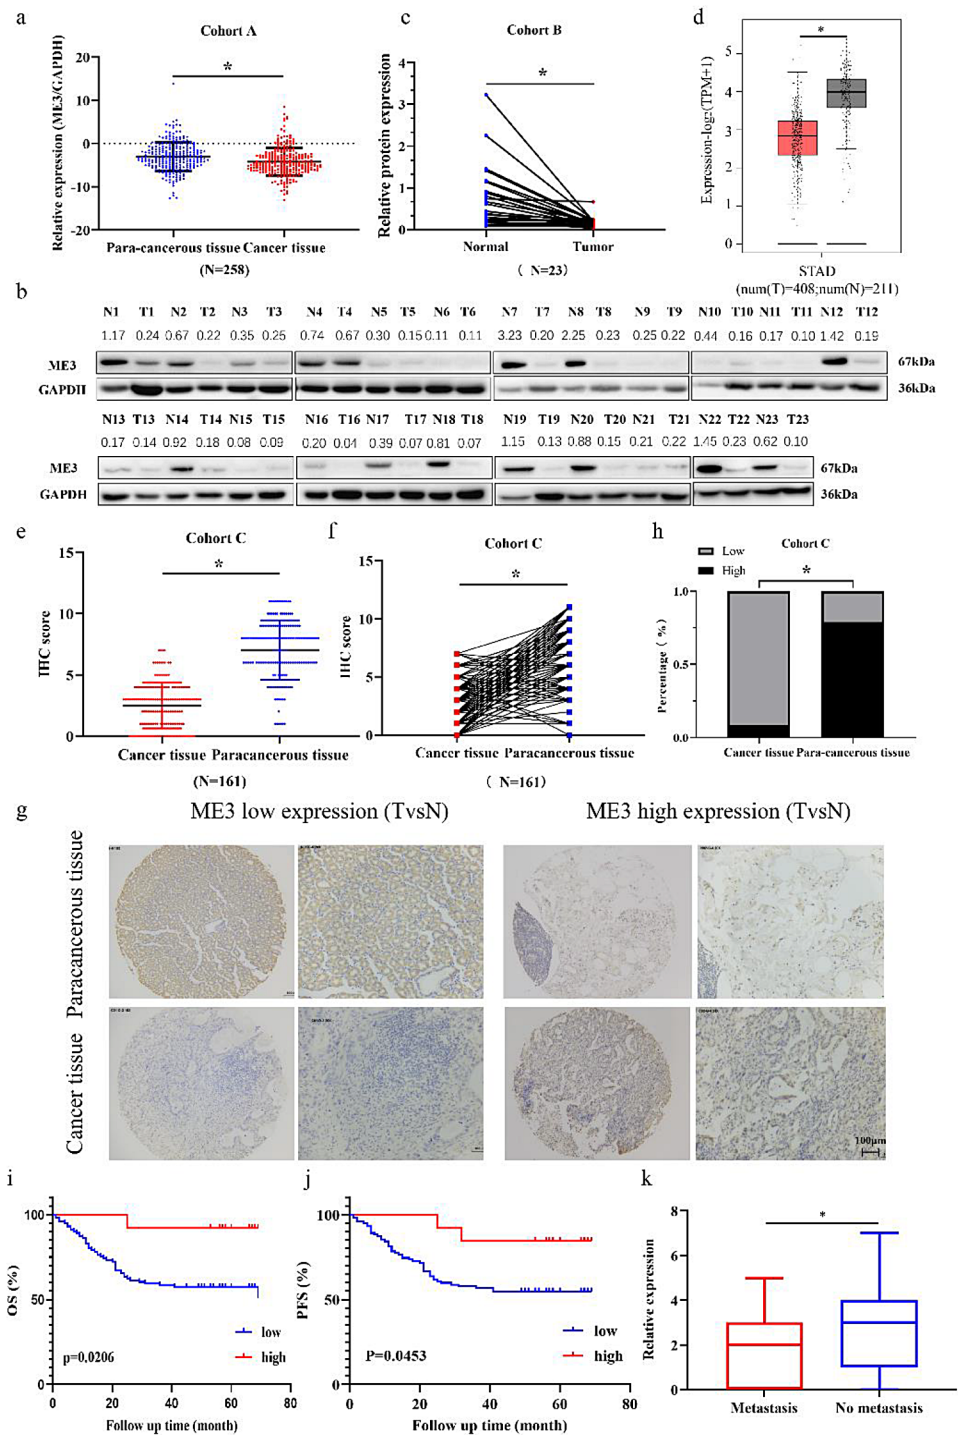 a
Cohort A
Relative expression (ME3/GAPDH)
20
10
0
-10
-20
*
Para-cancerous tissue Cancer tissue
(N=258)
c
Cohort B
Relative protein expression
4
3
2
1
0
*
Normal Tumor
( N=23)
d
Expression-log2(TPM+1)
5
4
3
2
1
0
*
STAD
(num(T)=408;num(N)=211)
b
N1 T1 N2 T2 N3 T3 N4 T4 N5 T5 N6 T6 N7 T7 N8 T8 N9 T9 N10 T10 N11 T11 N12 T12
1.17 0.24 0.67 0.22 0.35 0.25 0.74 0.67 0.30 0.15 0.11 0.11 3.23 0.20 2.25 0.23 0.25 0.22 0.44 0.16 0.17 0.10 1.42 0.19
ME3 67kDa
GAPDH 36kDa
N13 T13 N14 T14 N15 T15 N16 T16 N17 T17 N18 T18 N19 T19 N20 T20 N21 T21 N22 T22 N23 T23
0.17 0.14 0.92 0.18 0.08 0.09 0.20 0.04 0.39 0.07 0.81 0.07 1.15 0.13 0.88 0.15 0.21 0.22 1.45 0.23 0.62 0.10
ME3 67kDa
GAPDH 36kDa
e
Cohort C
IHC score
15
10
5
0
*
Cancer tissue Paracancerous tissue
(N=161)
f
Cohort C
IHC score
15
10
5
0
*
Cancer tissue Paracancerous tissue
( N=161)
h
Low
High
Cohort C
Percentage ( %)
1.0
0.5
0.0
*
Cancer tissue Para-cancerous tissue
g
ME3 low expression (TvsN) ME3 high expression (TvsN)
Paracancerous tissue
Cancer tissue
100μm
i
OS (%)
100
50
0
low
high
p=0.0206
0 20 40 60 80
Follow up time (month)
j
PFS (%)
100
50
0
low
high
P=0.0453
0 20 40 60 80
Follow up time (month)
k
Relative expression
8
6
4
2
0
*
Metastasis No metastasis